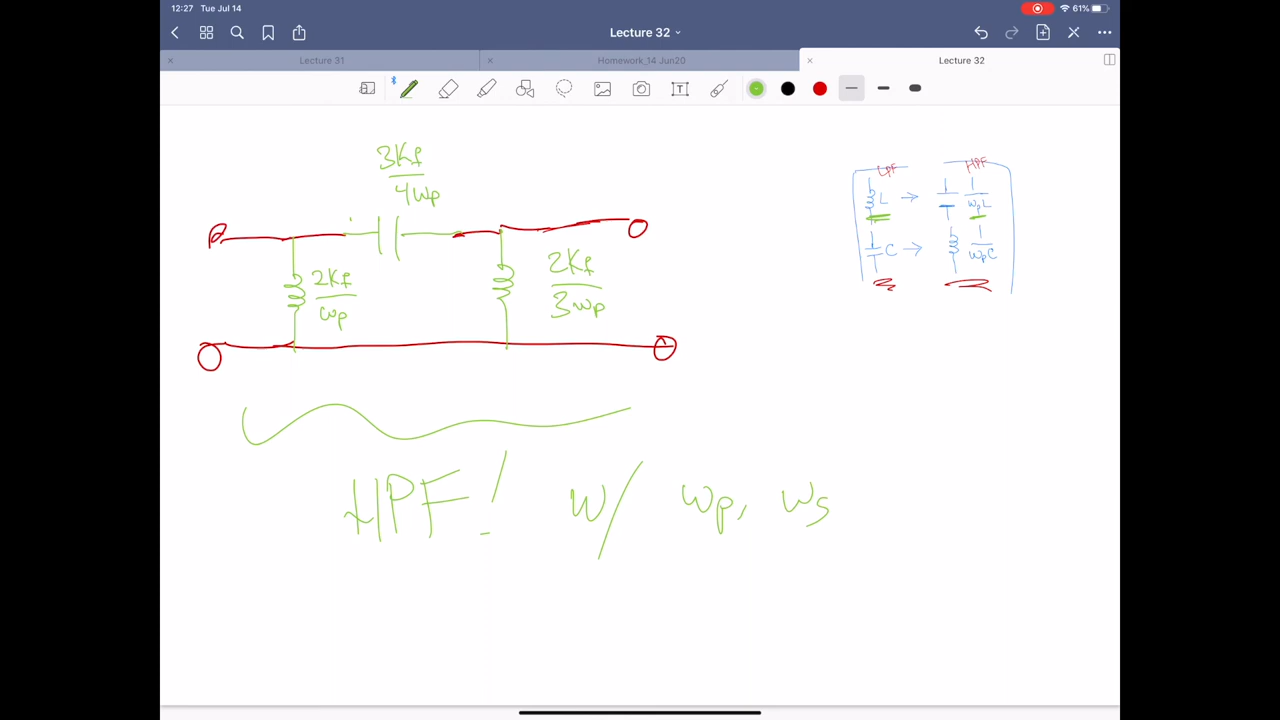 12:27 Tue Jul 14
61%
Lecture 32
Lecture 31
Homework_14 Jun20
Lecture 32
3Kf
4ωp
2Kf
ωp
2Kf
3ωp
LPF HPF
L → 1
ωpL
C → 1
ωpC
HPF! w/ ωp, ωs